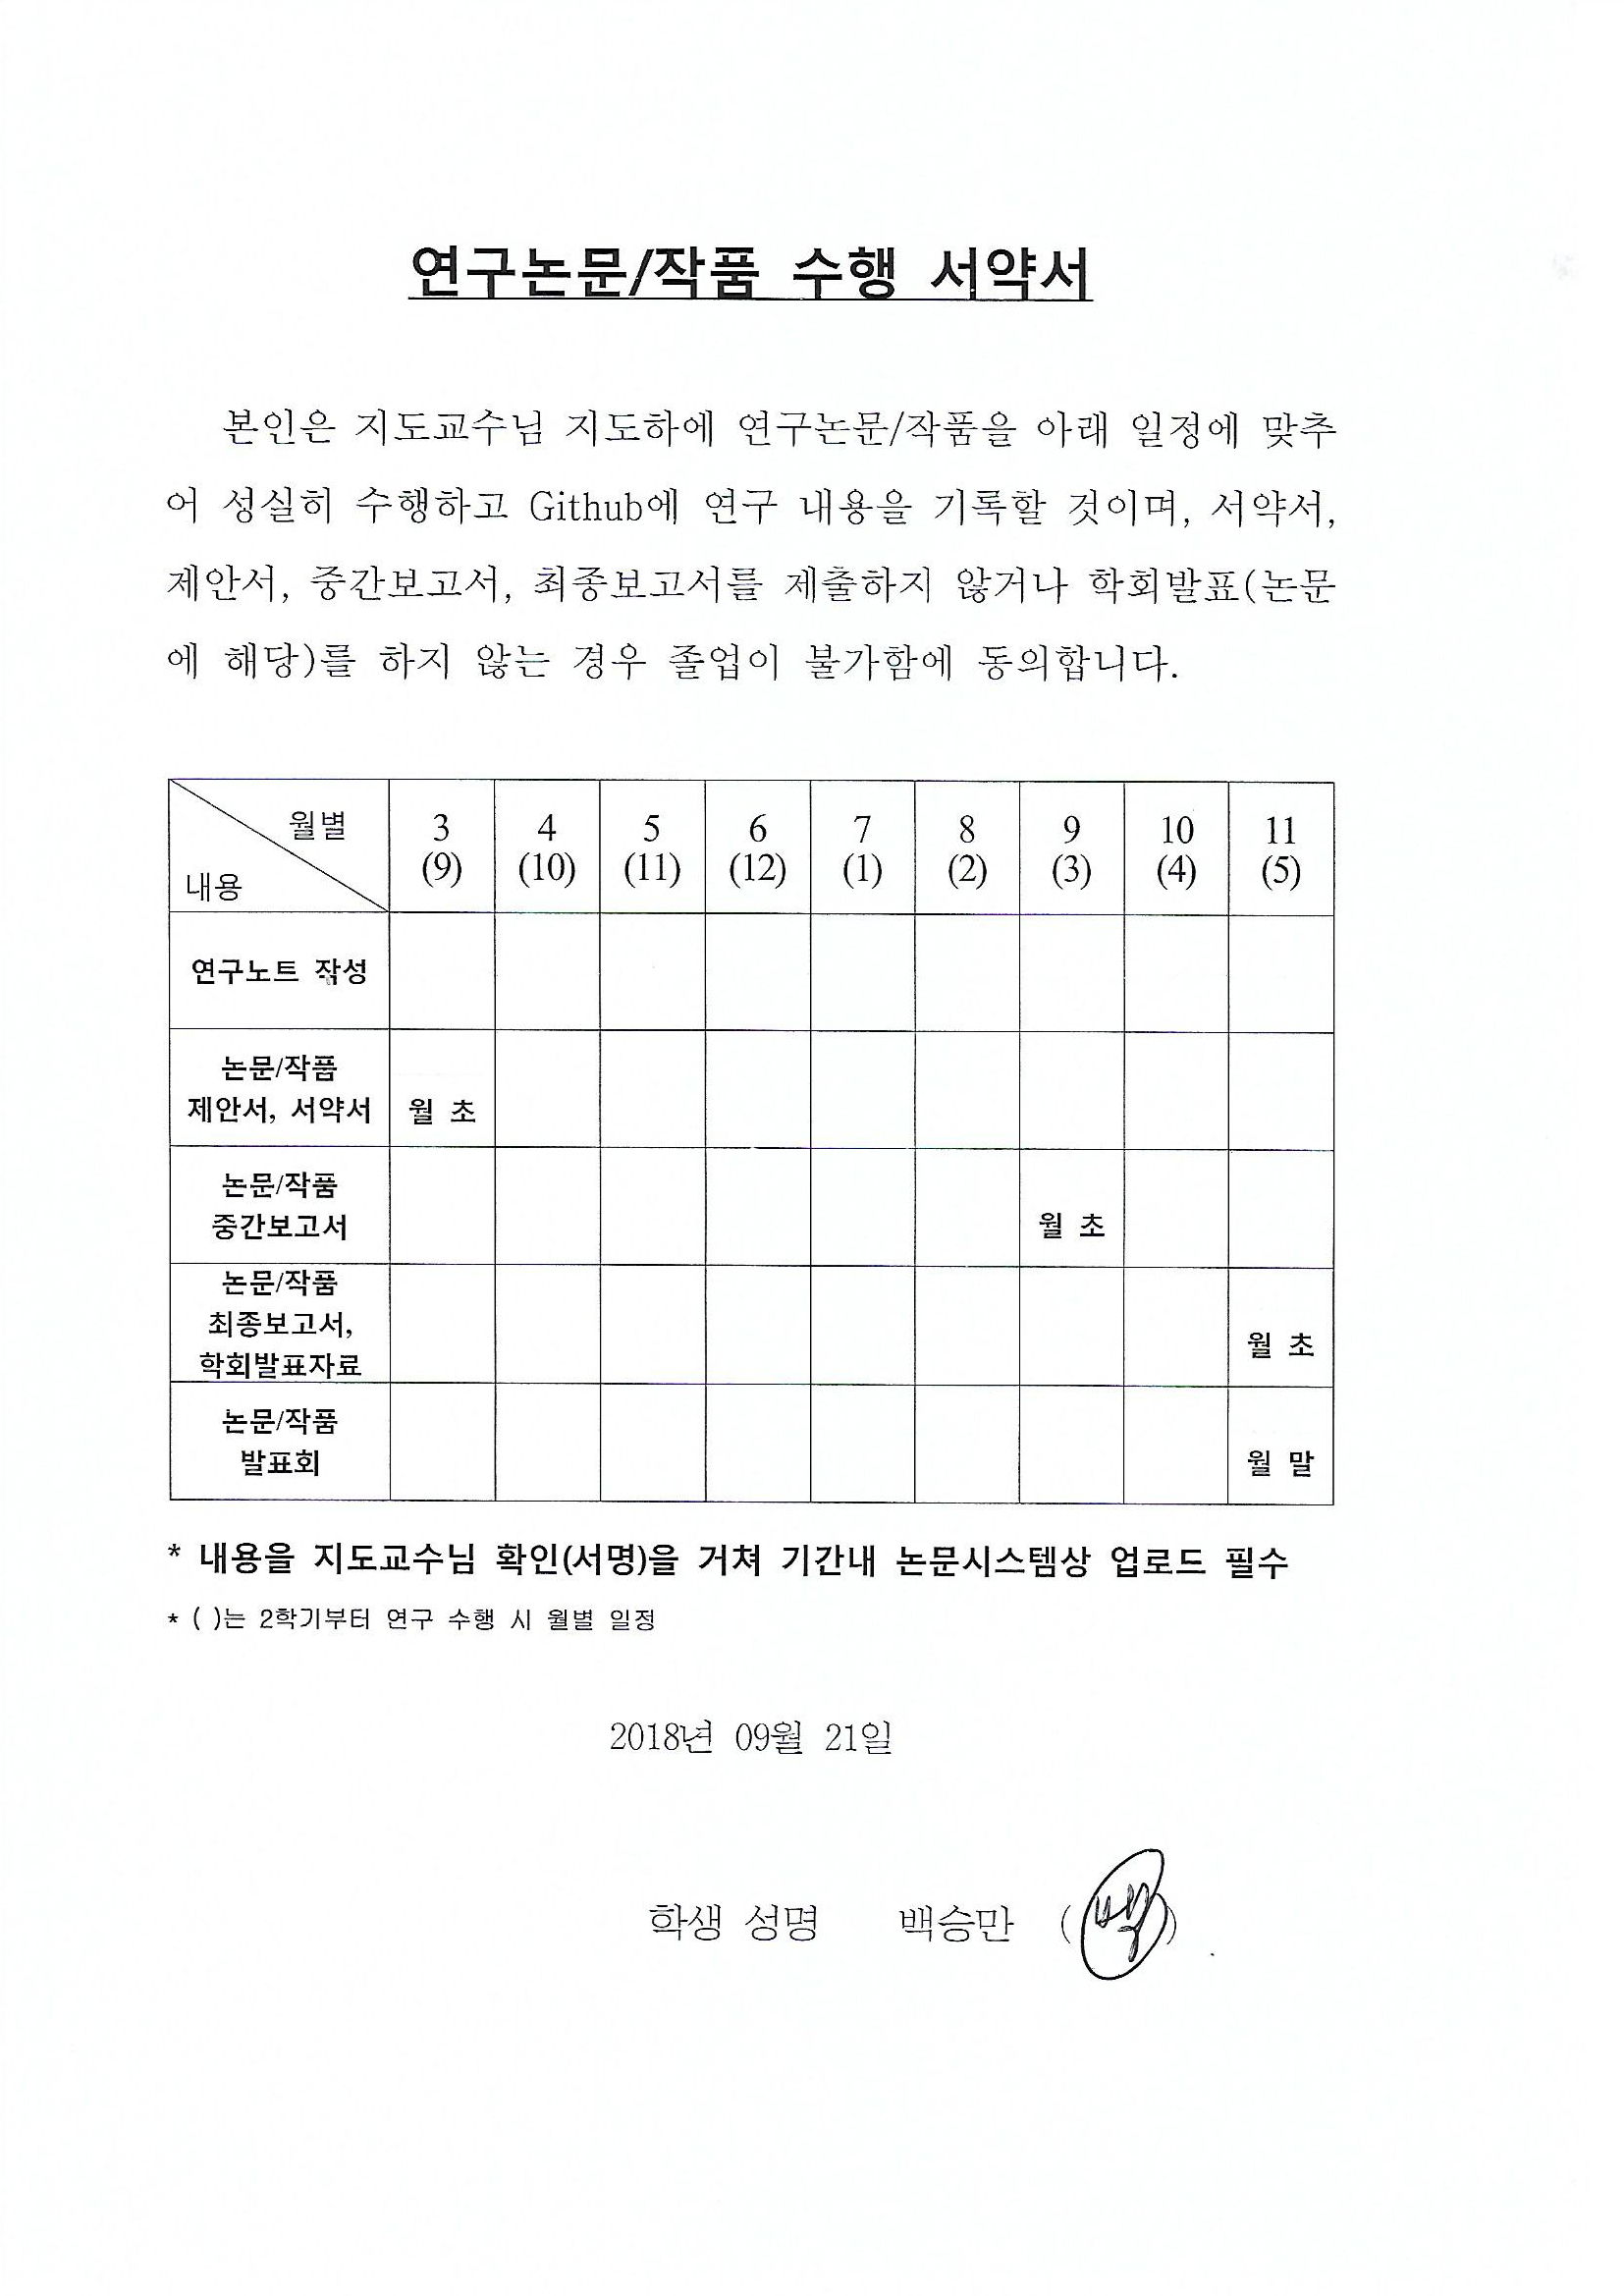 연구논문/작품 수행 서약서
본인은 지도교수님 지도하에 연구논문/작품을 아래 일정에 맞추
어 성실히 수행하고 Github에 연구 내용을 기록할 것이며, 서약서,
제안서, 중간보고서, 최종보고서를 제출하지 않거나 학회발표(논문
에 해당)를 하지 않는 경우 졸업이 불가함에 동의합니다.
월별
내용
3 4 5 6 7 8 9 10 11
(9) (10) (11) (12) (1) (2) (3) (4) (5)
연구노트 작성
논문/작품
제안서, 서약서 월 초
논문/작품
중간보고서 월 초
논문/작품
최종보고서,
학회발표자료 월 초
논문/작품
발표회 월 말
* 내용을 지도교수님 확인(서명)을 거쳐 기간내 논문시스템상 업로드 필수
* ( )는 2학기부터 연구 수행 시 월별 일정
2018년 09월 21일
학생 성명 백승만 (백)